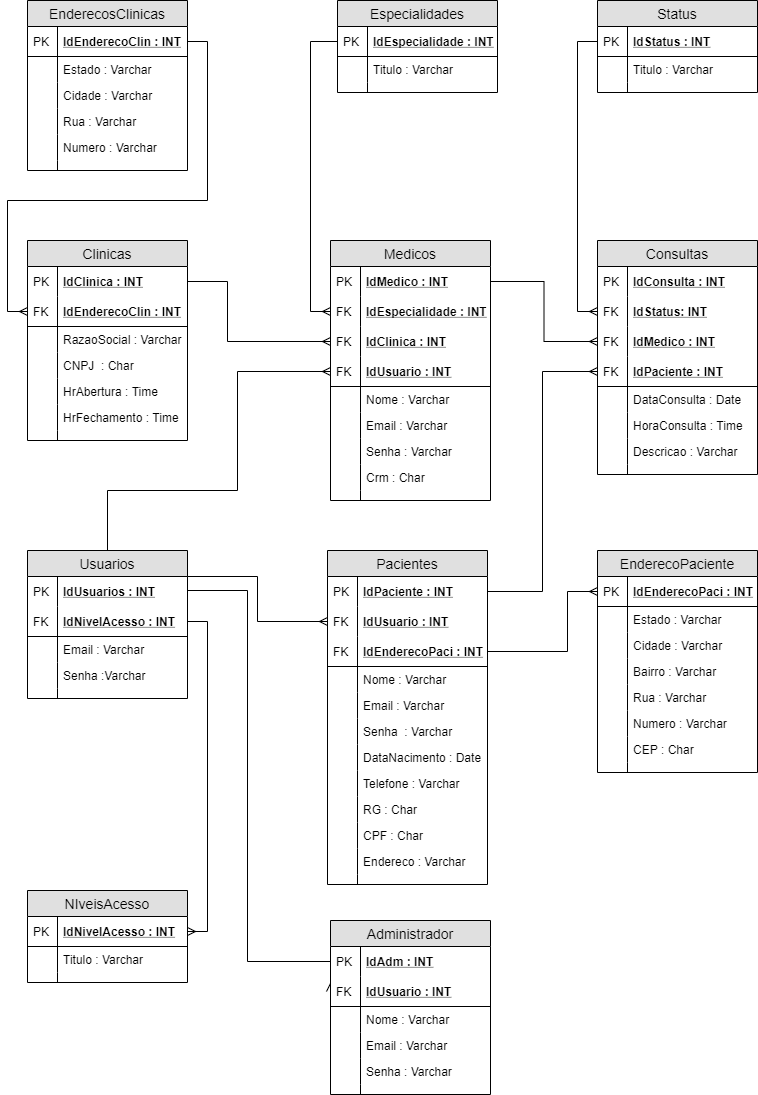 EnderecosClinicas
PK IdEnderecoClin : INT
Estado : Varchar
Cidade : Varchar
Rua : Varchar
Numero : Varchar
Especialidades
PK IdEspecialidade : INT
Titulo : Varchar
Status
PK IdStatus : INT
Titulo : Varchar
Clinicas
PK IdClinica : INT
FK IdEnderecoClin : INT
RazaoSocial : Varchar
CNPJ : Char
HrAbertura : Time
HrFechamento : Time
Medicos
PK IdMedico : INT
FK IdEspecialidade : INT
FK IdClinica : INT
FK IdUsuario : INT
Nome : Varchar
Email : Varchar
Senha : Varchar
Crm : Char
Consultas
PK IdConsulta : INT
FK IdStatus: INT
FK IdMedico : INT
FK IdPaciente : INT
DataConsulta : Date
HoraConsulta : Time
Descricao : Varchar
Usuarios
PK IdUsuarios : INT
FK IdNivelAcesso : INT
Email : Varchar
Senha :Varchar
Pacientes
PK IdPaciente : INT
FK IdUsuario : INT
FK IdEnderecoPaci : INT
Nome : Varchar
Email : Varchar
Senha : Varchar
DataNacimento : Date
Telefone : Varchar
RG : Char
CPF : Char
Endereco : Varchar
EnderecoPaciente
PK IdEnderecoPaci : INT
Estado : Varchar
Cidade : Varchar
Bairro : Varchar
Rua : Varchar
Numero : Varchar
CEP : Char
NIveisAcesso
PK IdNivelAcesso : INT
Titulo : Varchar
Administrador
PK IdAdm : INT
FK IdUsuario : INT
Nome : Varchar
Email : Varchar
Senha : Varchar